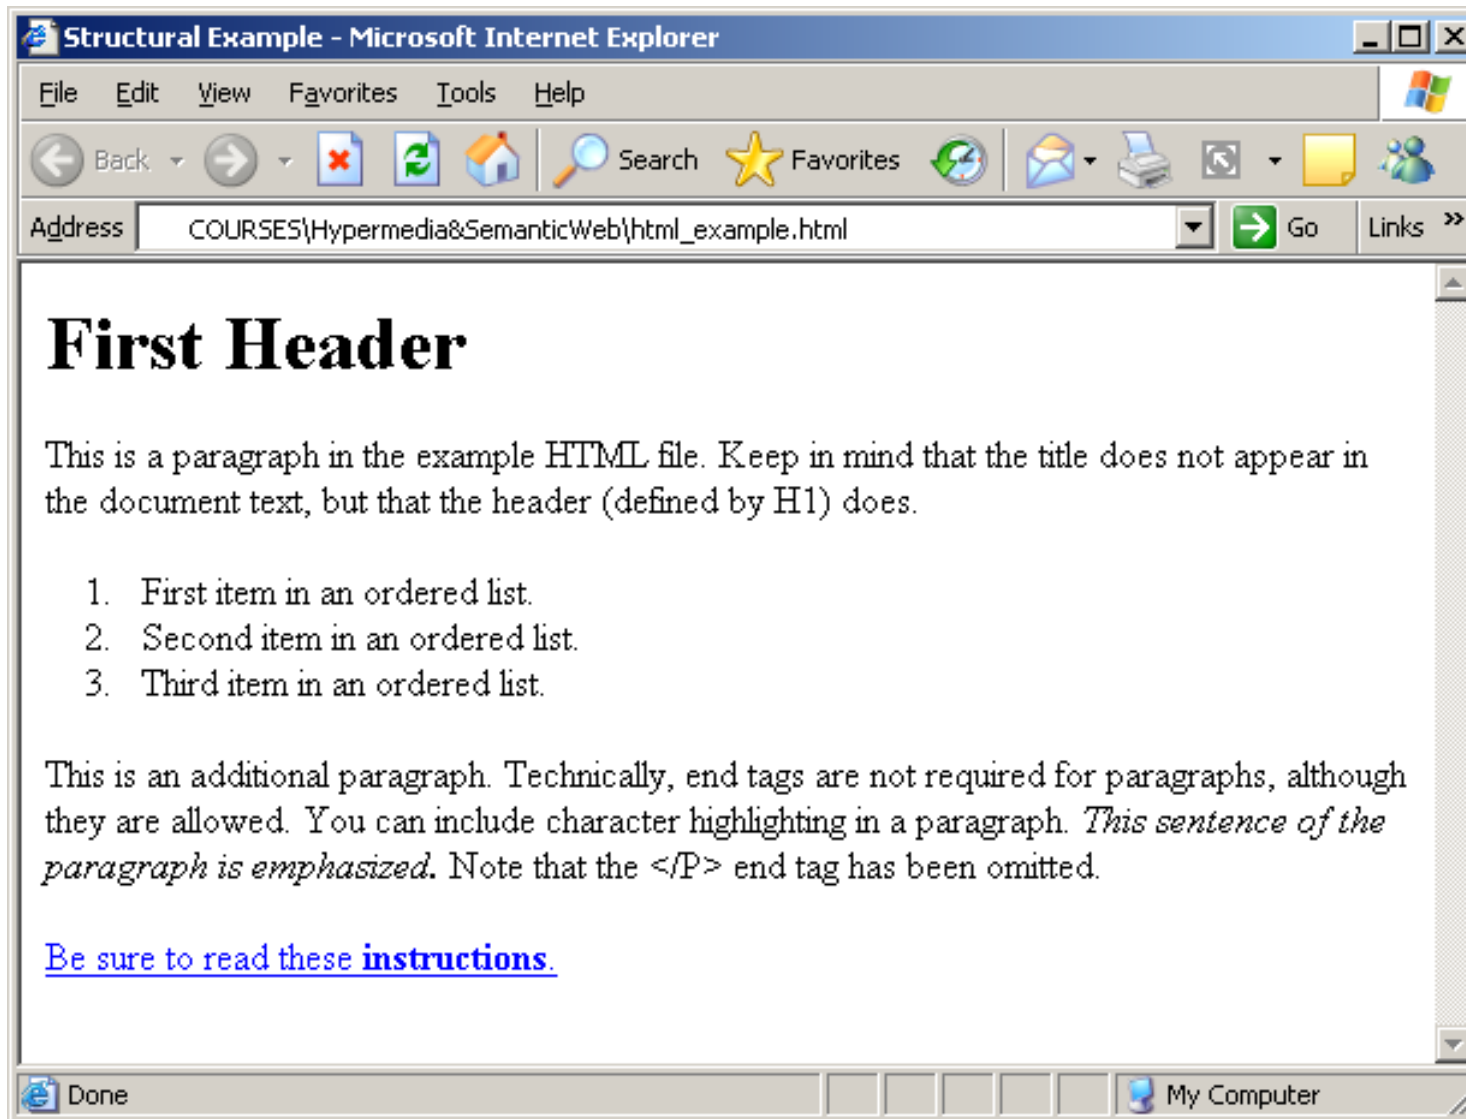 Structural Example - Microsoft Internet Explorer
File Edit View Favorites Tools Help
Back Search Favorites
Address COURSES\Hypermedia&SemanticWeb\html_example.html Go Links »
First Header
This is a paragraph in the example HTML file. Keep in mind that the title does not appear in
the document text, but that the header (defined by H1) does.
1. First item in an ordered list.
2. Second item in an ordered list.
3. Third item in an ordered list.
This is an additional paragraph. Technically, end tags are not required for paragraphs, although
they are allowed. You can include character highlighting in a paragraph. This sentence of the
paragraph is emphasized. Note that the </P> end tag has been omitted.
Be sure to read these instructions.
Done My Computer